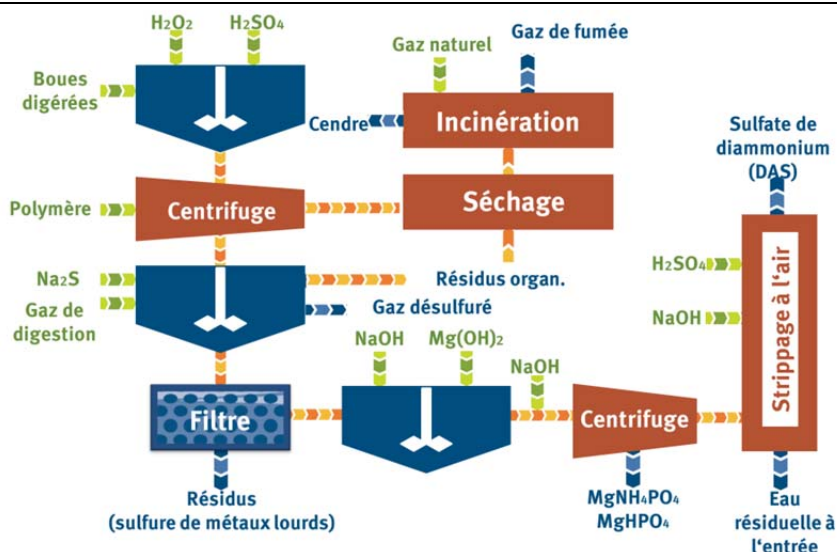 H₂O₂
H₂SO₄
Boues
digérées
Gaz naturel
Gaz de fumée
Cendre
Incinération
Polymère
Centrifuge
Séchage
Na₂S
Gaz de
digestion
Résidus organ.
Gaz désulfuré
Sulfate de
diammonium
(DAS)
H₂SO₄
NaOH
Strippage à l'air
NaOH
Mg(OH)₂
NaOH
Filtre
Centrifuge
Résidus
(sulfure de métaux lourds)
MgNH₄PO₄
MgHPO₄
Eau
résiduelle à
l'entrée